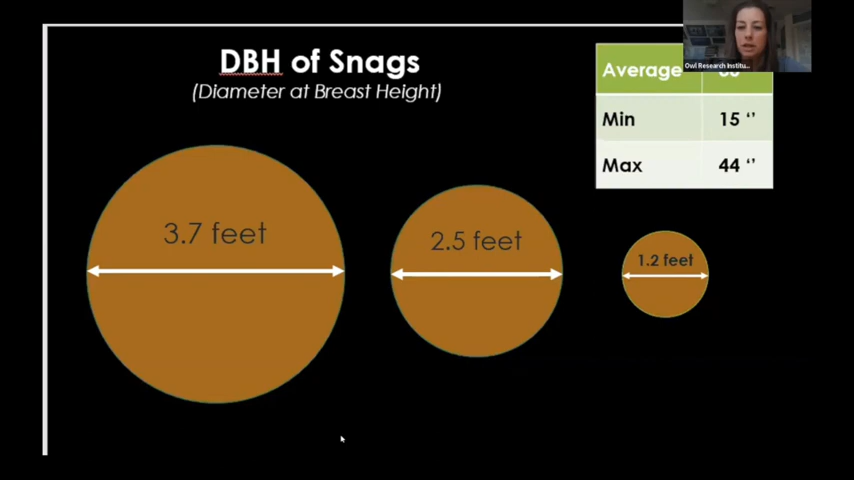 DBH of Snags
(Diameter at Breast Height)
Owl Research Institu...
Average
Min 15 ‘’
Max 44 ‘’
3.7 feet
2.5 feet
1.2 feet